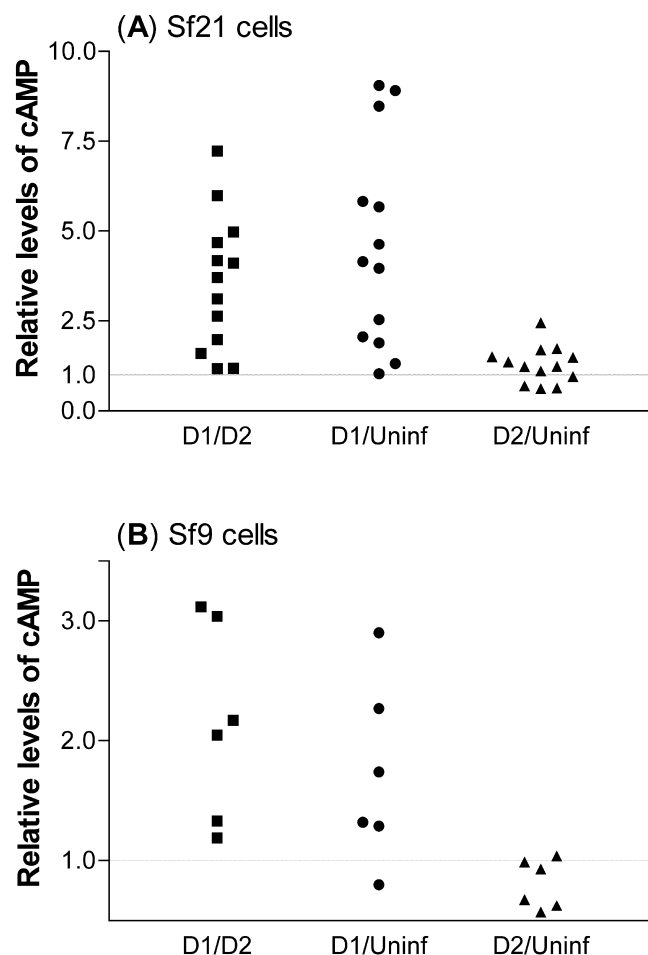 (A) Sf21 cells
Relative levels of cAMP
10.0
7.5
5.0
2.5
1.0
0.0
D1/D2 D1/Uninf D2/Uninf
(B) Sf9 cells
Relative levels of cAMP
3.0
2.0
1.0
D1/D2 D1/Uninf D2/Uninf